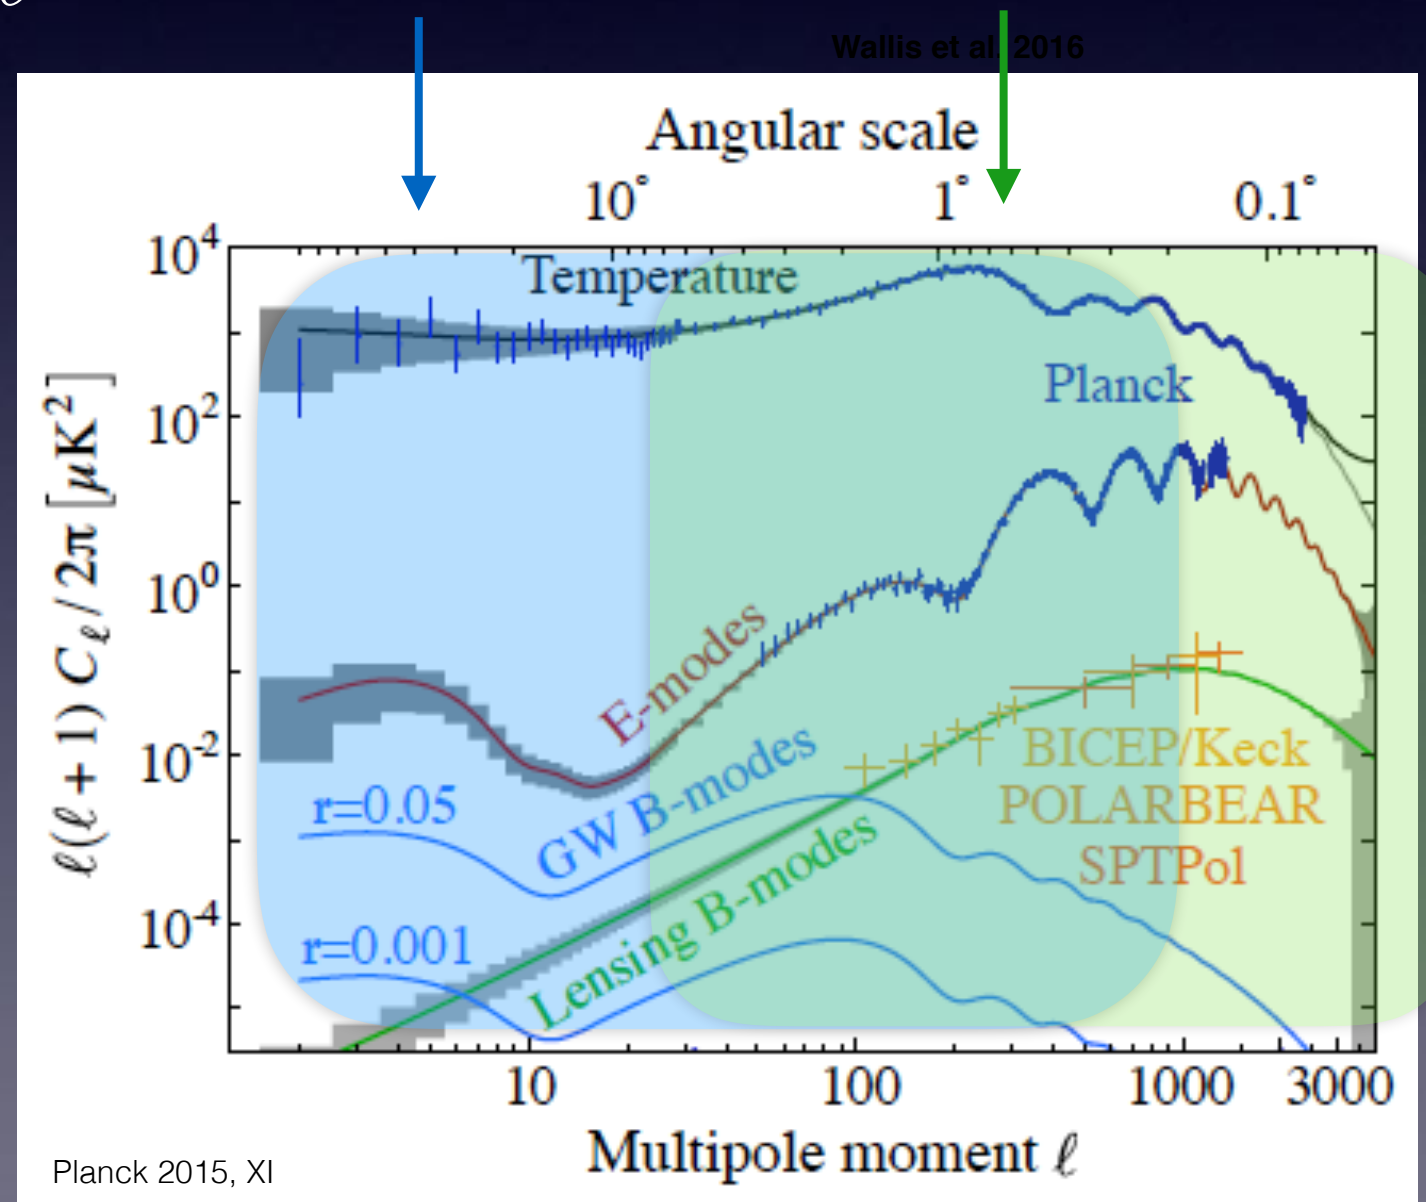 Wallis et al. 2016
Angular scale
10° 1° 0.1°
10⁴
Temperature
Planck
10²
10⁰
E-modes
10⁻²
GW B-modes
BICEP/Keck
r=0.05
POLARBEAR
Lensing B-modes
SPTPol
10⁻⁴
r=0.001
ℓ(ℓ + 1) C_ℓ / 2π [μK²]
10 100 1000 3000
Multipole moment ℓ
Planck 2015, XI